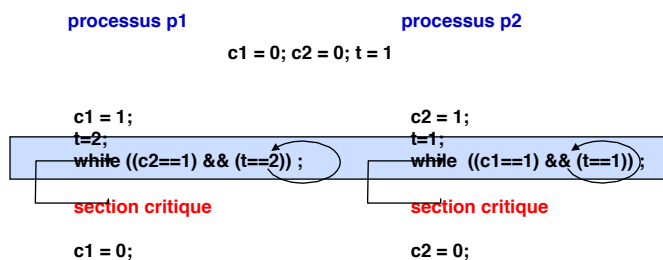 processus p1
processus p2
c1 = 0; c2 = 0; t = 1
c1 = 1;
t=2;
while ((c2==1) && (t==2)) ;
section critique
c1 = 0;
c2 = 1;
t=1;
while ((c1==1) && (t==1)) ;
section critique
c2 = 0;